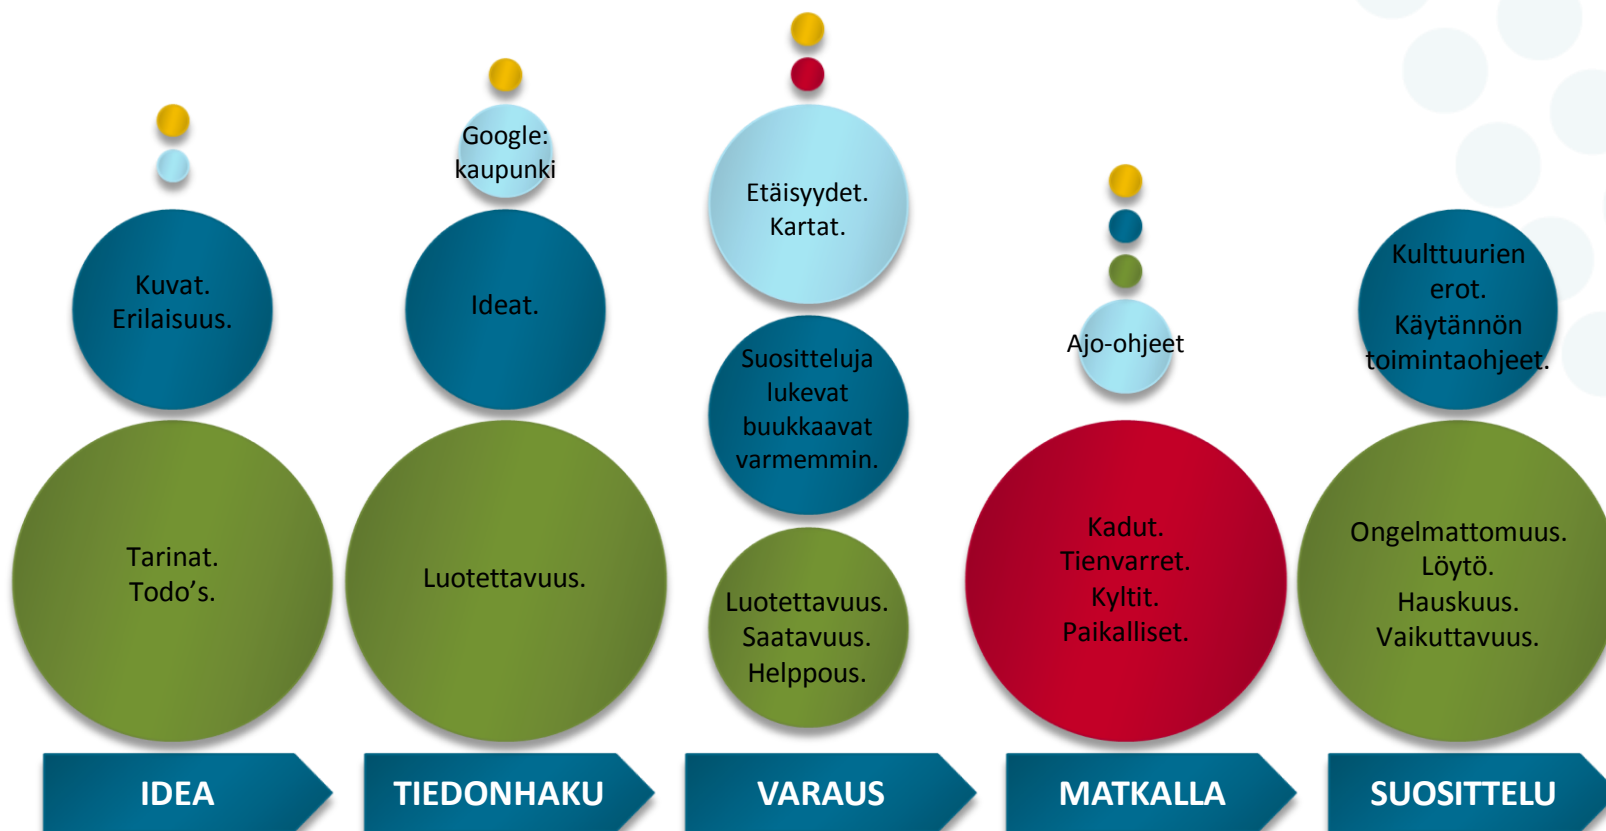 Kuvat.
Erilaisuus.
Tarinat.
Todo’s.
IDEA
Google:
kaupunki
Ideat.
Luotettavuus.
TIEDONHAKU
Etäisyydet.
Kartat.
Suositteluja
lukevat
buukkaavat
varmemmin.
Luotettavuus.
Saatavuus.
Helppous.
VARAUS
Ajo-ohjeet
Kadut.
Tienvarret.
Kyltit.
Paikalliset.
MATKALLA
Kulttuurien
erot.
Käytännön
toimintaohjeet.
Ongelmattomuus.
Löytö.
Hauskuus.
Vaikuttavuus.
SUOSITTELU